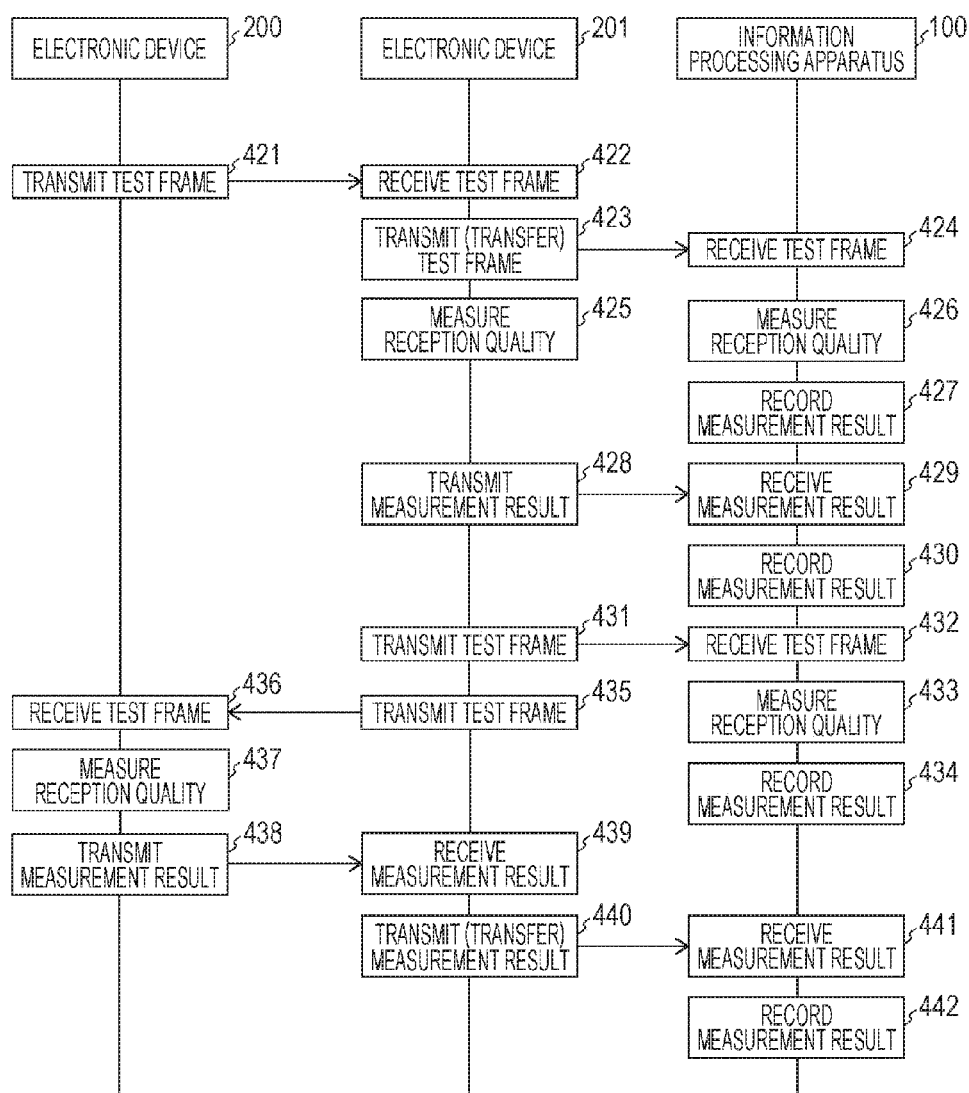 ELECTRONIC DEVICE
200
ELECTRONIC DEVICE
201
INFORMATION
PROCESSING APPARATUS
100
TRANSMIT TEST FRAME
421
RECEIVE TEST FRAME
422
TRANSMIT (TRANSFER)
TEST FRAME
423
RECEIVE TEST FRAME
424
MEASURE
RECEPTION QUALITY
425
MEASURE
RECEPTION QUALITY
426
RECORD
MEASUREMENT RESULT
427
TRANSMIT
MEASUREMENT RESULT
428
RECEIVE
MEASUREMENT RESULT
429
RECORD
MEASUREMENT RESULT
430
TRANSMIT TEST FRAME
431
RECEIVE TEST FRAME
432
MEASURE
RECEPTION QUALITY
433
RECEIVE TEST FRAME
436
TRANSMIT TEST FRAME
435
MEASURE
RECEPTION QUALITY
437
RECORD
MEASUREMENT RESULT
434
TRANSMIT
MEASUREMENT RESULT
438
RECEIVE
MEASUREMENT RESULT
439
TRANSMIT (TRANSFER)
MEASUREMENT RESULT
440
RECEIVE
MEASUREMENT RESULT
441
RECORD
MEASUREMENT RESULT
442